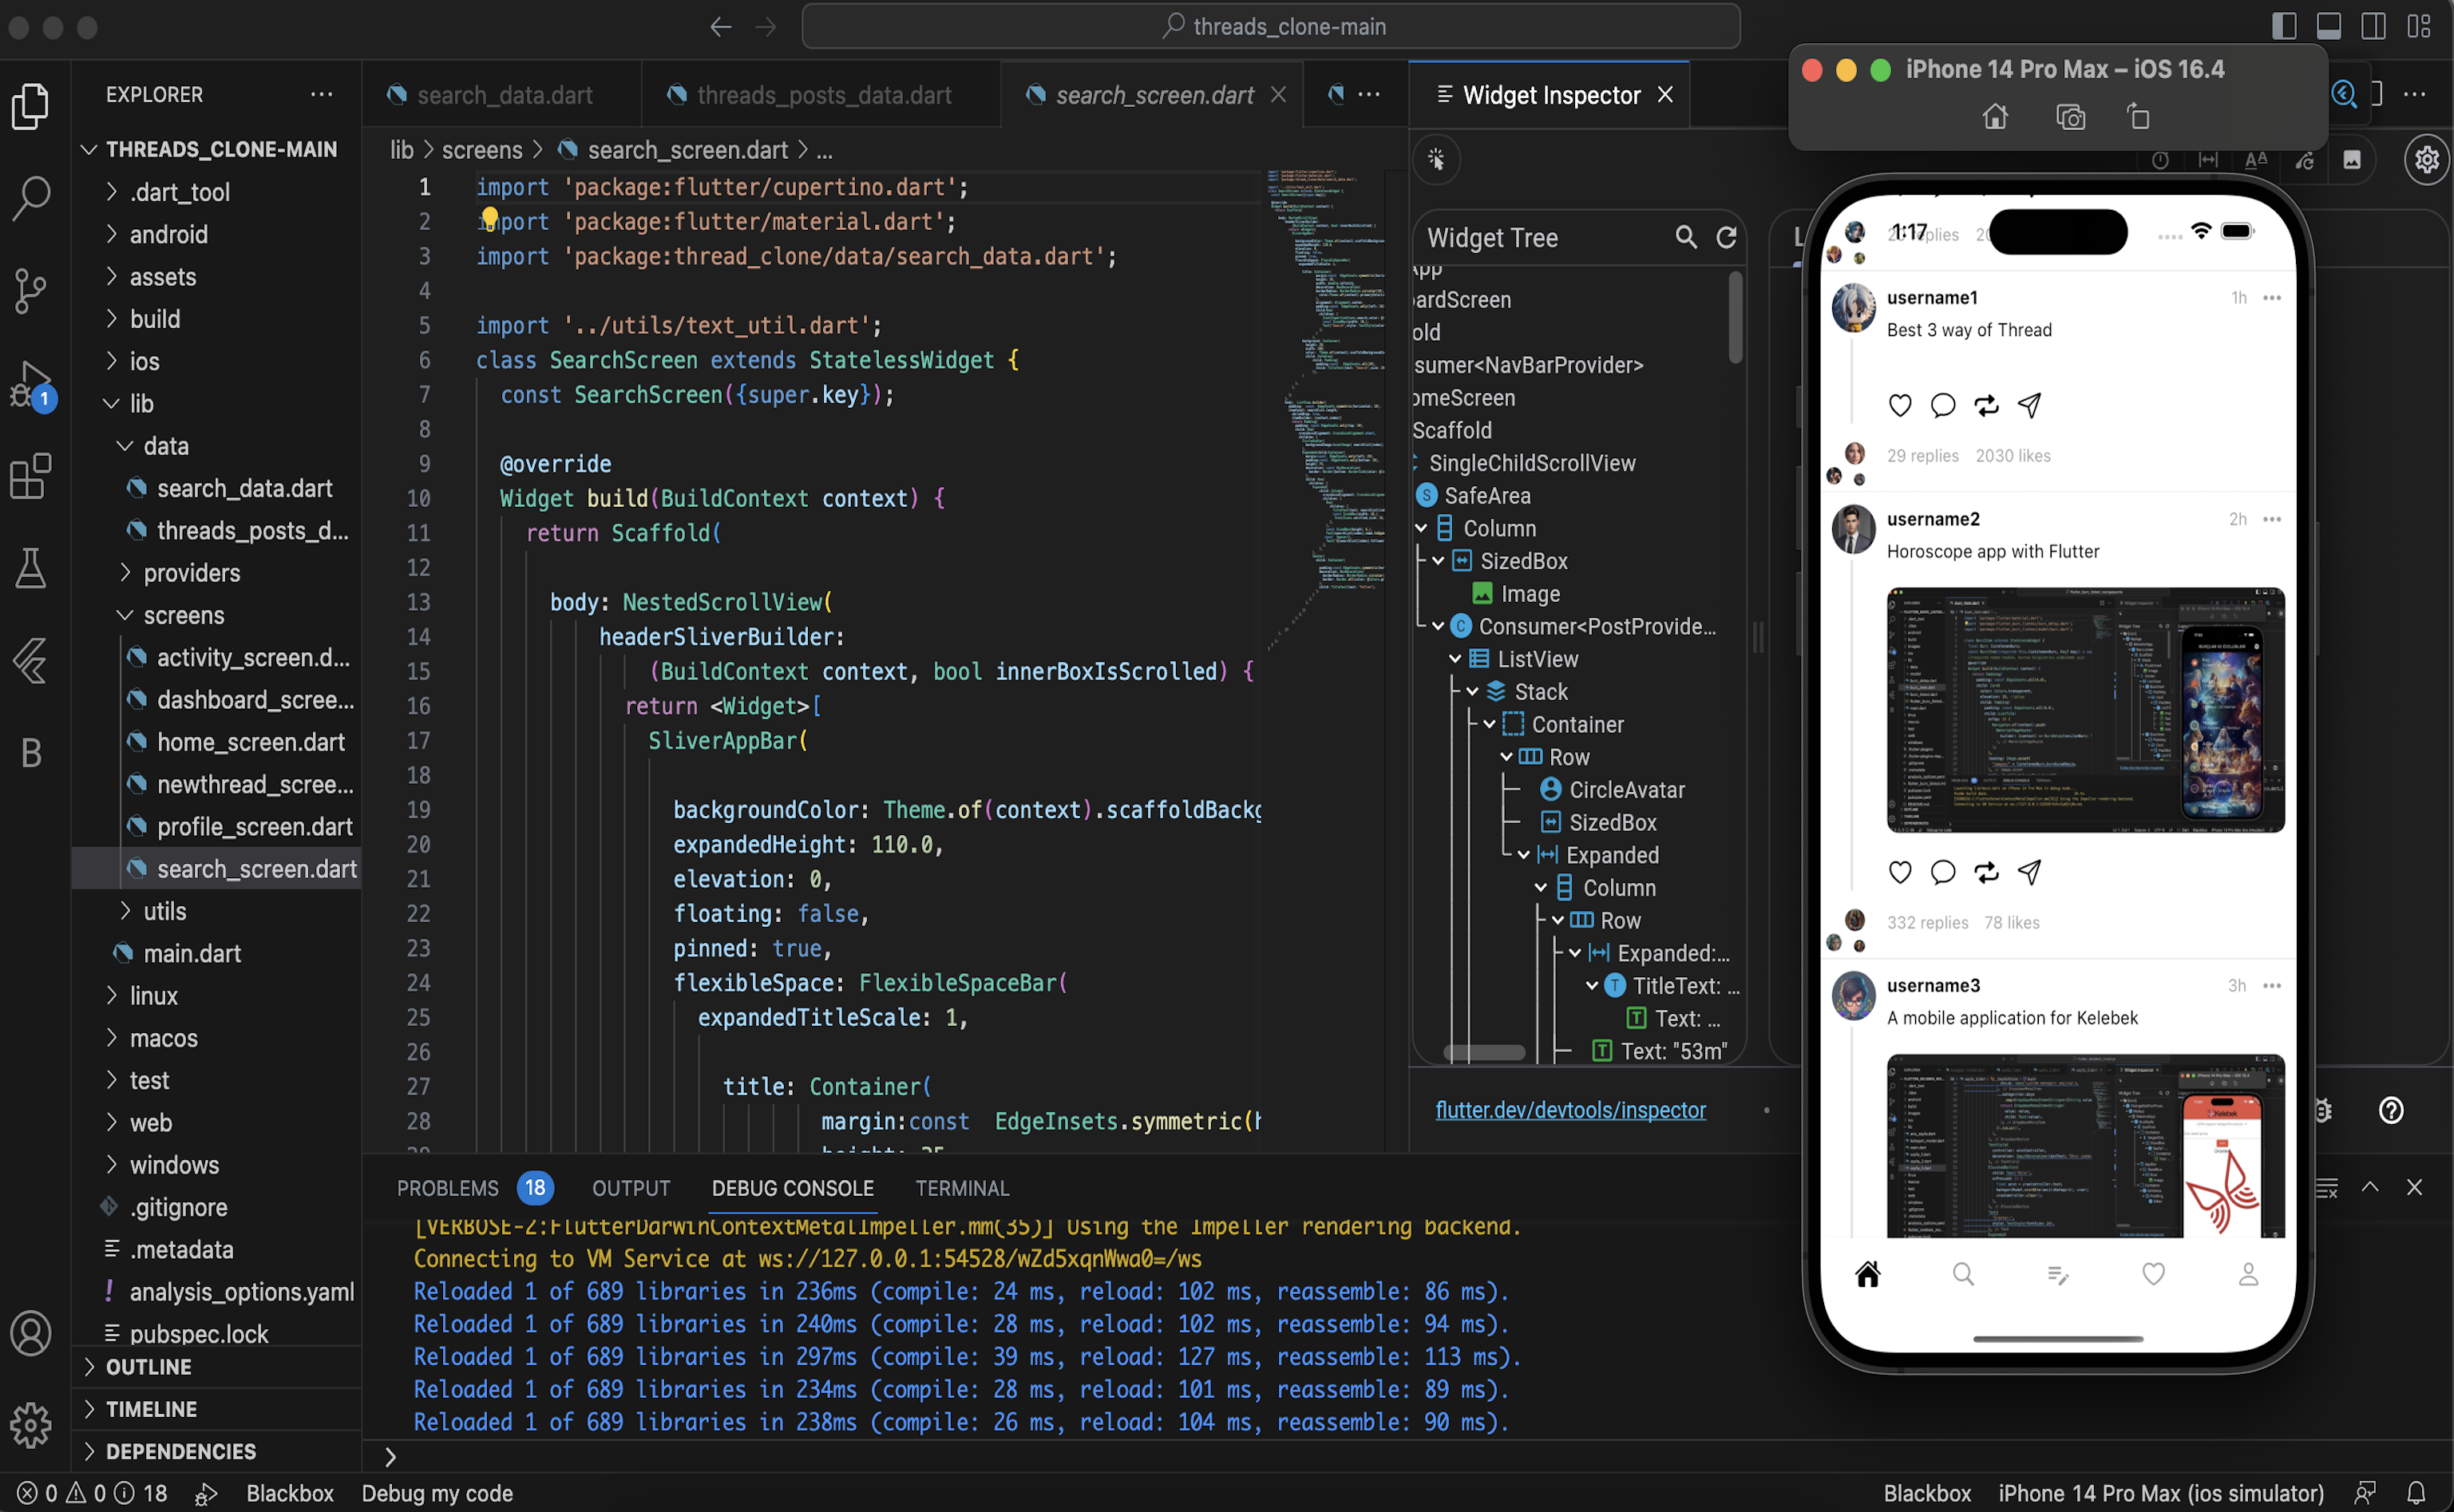 threads_clone-main
EXPLORER
THREADS_CLONE-MAIN
.dart_tool
android
assets
build
ios
lib
data
search_data.dart
threads_posts_d...
providers
screens
activity_screen.d...
dashboard_scree...
home_screen.dart
newthread_scree...
profile_screen.dart
search_screen.dart
utils
main.dart
linux
macos
test
web
windows
.gitignore
.metadata
analysis_options.yaml
pubspec.lock
OUTLINE
TIMELINE
DEPENDENCIES
1
B
search_data.dart
threads_posts_data.dart
search_screen.dart
lib > screens > search_screen.dart > ...
1 import 'package:flutter/cupertino.dart';
2 import 'package:flutter/material.dart';
3 import 'package:thread_clone/data/search_data.dart';
4
5 import '../utils/text_util.dart';
6 class SearchScreen extends StatelessWidget {
7 const SearchScreen({super.key});
8
9 @override
10 Widget build(BuildContext context) {
11 return Scaffold(
12
13 body: NestedScrollView(
14 headerSliverBuilder:
15 (BuildContext context, bool innerBoxIsScrolled) {
16 return <Widget>[
17 SliverAppBar(
18
19 backgroundColor: Theme.of(context).scaffoldBackg
20 expandedHeight: 110.0,
21 elevation: 0,
22 floating: false,
23 pinned: true,
24 flexibleSpace: FlexibleSpaceBar(
25 expandedTitleScale: 1,
26
27 title: Container(
28 margin:const EdgeInsets.symmetric(h
Widget Inspector
Widget Tree
App
oardScreen
old
sumer<NavBarProvider>
omeScreen
Scaffold
SingleChildScrollView
S SafeArea
Column
SizedBox
Image
C Consumer<PostProvide...
ListView
Stack
Container
Row
CircleAvatar
SizedBox
Expanded
Column
Row
Expanded:...
T TitleText: ...
T Text: ...
T Text: "53m"
flutter.dev/devtools/inspector
iPhone 14 Pro Max – iOS 16.4
1:17
username1 1h
Best 3 way of Thread
29 replies 2030 likes
username2 2h
Horoscope app with Flutter
332 replies 78 likes
username3 3h
A mobile application for Kelebek
Kelebek
PROBLEMS 18 OUTPUT DEBUG CONSOLE TERMINAL
[VERBOSE-2:FlutterDarwinContextMetalImpeller.mm(35)] Using the Impeller rendering backend.
Connecting to VM Service at ws://127.0.0.1:54528/wZd5xqnWwa0=/ws
Reloaded 1 of 689 libraries in 236ms (compile: 24 ms, reload: 102 ms, reassemble: 86 ms).
Reloaded 1 of 689 libraries in 240ms (compile: 28 ms, reload: 102 ms, reassemble: 94 ms).
Reloaded 1 of 689 libraries in 297ms (compile: 39 ms, reload: 127 ms, reassemble: 113 ms).
Reloaded 1 of 689 libraries in 234ms (compile: 28 ms, reload: 101 ms, reassemble: 89 ms).
Reloaded 1 of 689 libraries in 238ms (compile: 26 ms, reload: 104 ms, reassemble: 90 ms).
0 0 18 Blackbox Debug my code Blackbox iPhone 14 Pro Max (ios simulator)